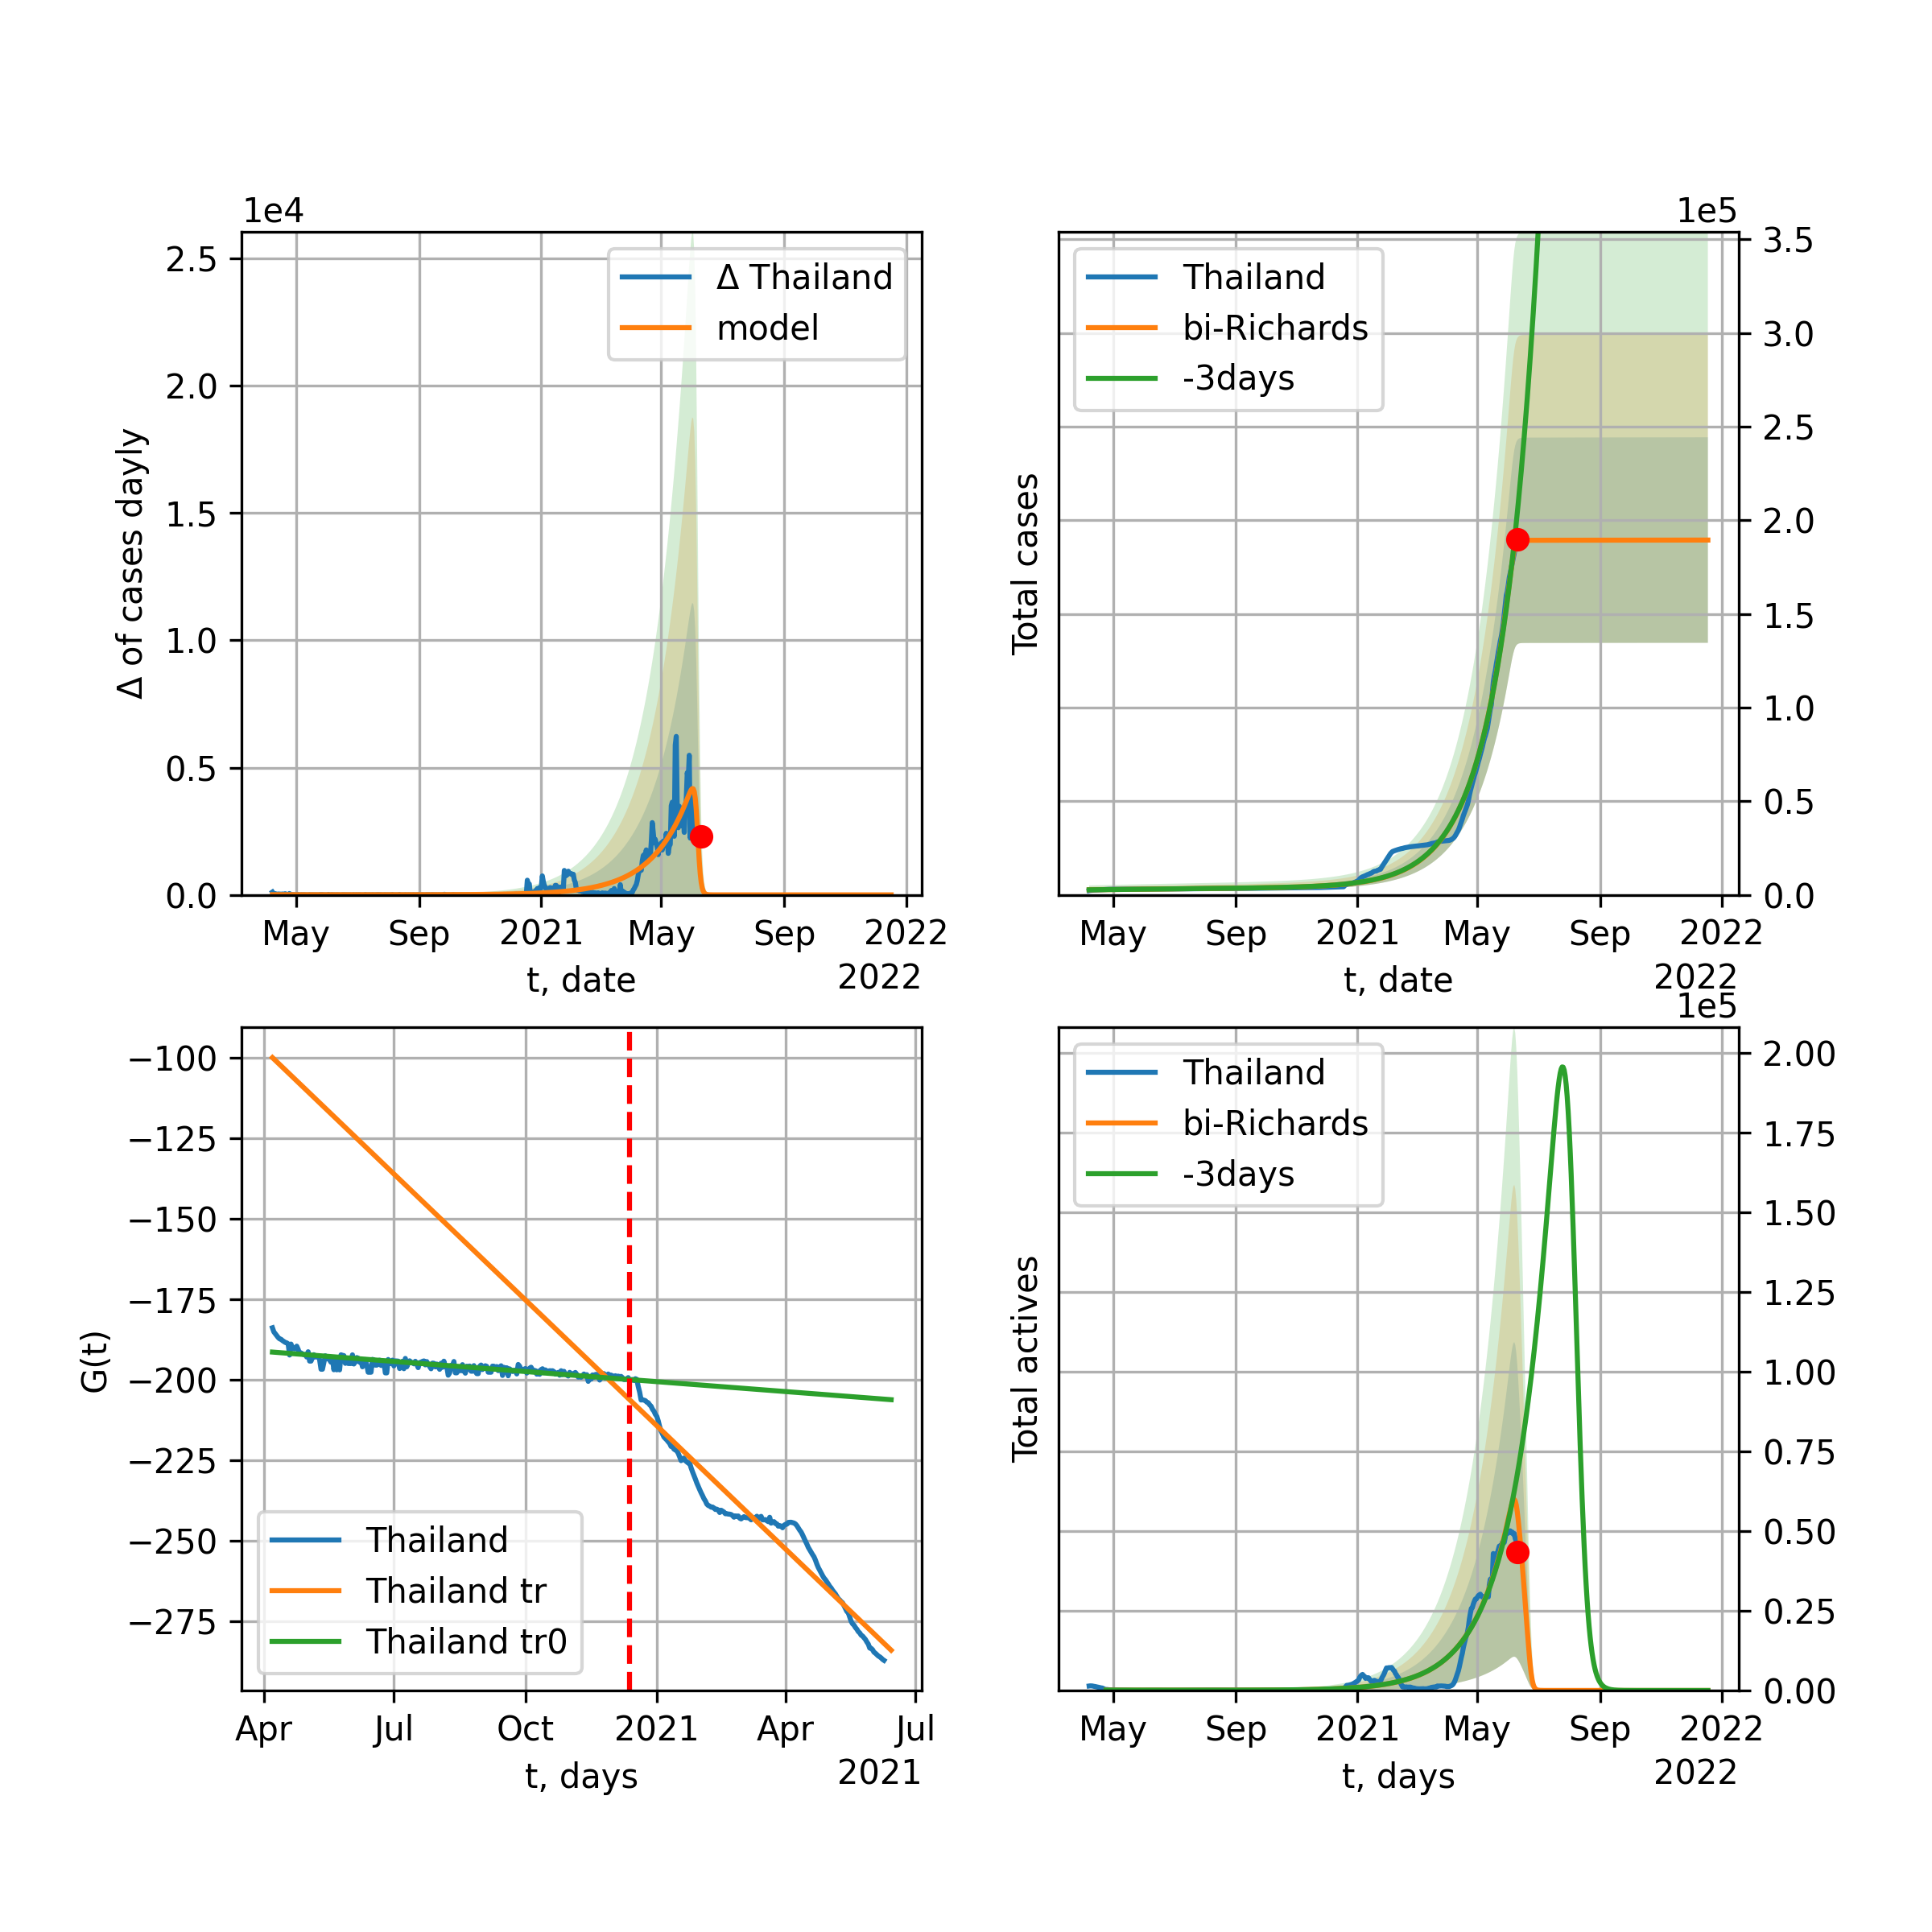 1e4
2.5
2.0
1.5
1.0
0.5
0.0
Δ of cases dayly
Δ Thailand
model
May Sep 2021 May Sep 2022
t, date
2022
1e5
3.5
3.0
2.5
2.0
1.5
1.0
0.5
0.0
Total cases
Thailand
bi-Richards
-3days
May Sep 2021 May Sep 2022
t, date
2022
−100
−125
−150
−175
−200
−225
−250
−275
G(t)
Thailand
Thailand tr
Thailand tr0
Apr Jul Oct 2021 Apr Jul
t, days
2021
1e5
2.00
1.75
1.50
1.25
1.00
0.75
0.50
0.25
0.00
Total actives
Thailand
bi-Richards
-3days
May Sep 2021 May Sep 2022
t, days
2022